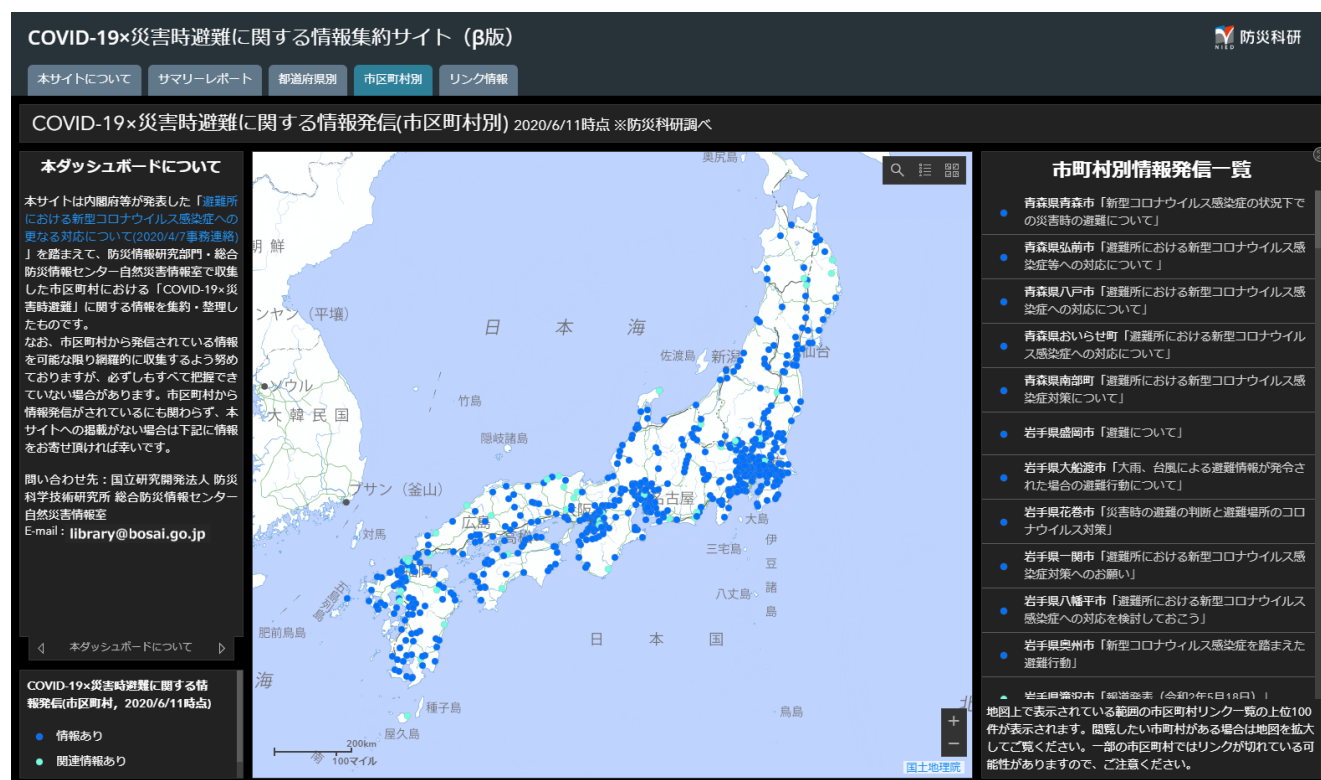 COVID-19×災害時避難に関する情報集約サイト（β版）
NIED 防災科研
本サイトについて
サマリーレポート
都道府県別
市区町村別
リンク情報
COVID-19×災害時避難に関する情報発信(市区町村別) 2020/6/11時点 ※防災科研調べ
本ダッシュボードについて
本サイトは内閣府等が発表した「避難所
における新型コロナウイルス感染症への
更なる対応について(2020/4/7事務連絡)
」を踏まえて、防災情報研究部門・総合
防災情報センター自然災害情報室で収集
した市区町村における「COVID-19×災
害時避難」に関する情報を集約・整理し
たものです。
なお、市区町村から発信されている情報
を可能な限り網羅的に収集するよう努め
ておりますが、必ずしもすべて把握でき
ていない場合があります。市区町村から
情報発信がされているにも関わらず、本
サイトへの掲載がない場合は下記に情報
をお寄せ頂ければ幸いです。
問い合わせ先：国立研究開発法人 防災
科学技術研究所 総合防災情報センター
自然災害情報室
E-mail：library@bosai.go.jp
本ダッシュボードについて
COVID-19×災害時避難に関する情
報発信(市区町村，2020/6/11時点)
情報あり
関連情報あり
奥尻島
朝 鮮
ンヤン（平壌）
日 本 海
佐渡島
新潟
仙台
ソウル
大 韓 民 国
竹島
隠岐諸島
プサン（釜山）
名古屋
大島
広島
対馬
三宅島
伊
豆
諸
島
八丈島
福岡
五島列島
肥前鳥島
日 本 国
海
種子島
屋久島
鳥島
北
200km
100マイル
+
−
国土地理院
市町村別情報発信一覧
青森県青森市「新型コロナウイルス感染症の状況下で
の災害時の避難について」
青森県弘前市「避難所における新型コロナウイルス感
染症等への対応について 」
青森県八戸市「避難所における新型コロナウイルス感
染症への対応について」
青森県おいらせ町「避難所における新型コロナウイル
ス感染症への対応について」
青森県南部町「避難所における新型コロナウイルス感
染症対策について」
岩手県盛岡市「避難について」
岩手県大船渡市「大雨、台風による避難情報が発令さ
れた場合の避難行動について」
岩手県花巻市「災害時の避難の判断と避難場所のコロ
ナウイルス対策」
岩手県一関市「避難所における新型コロナウイルス感
染症対策へのお願い」
岩手県八幡平市「避難所における新型コロナウイルス
感染症への対応を検討しておこう」
岩手県奥州市「新型コロナウィルス感染症を踏まえた
避難行動」
岩手県滝沢市「報道発表（令和2年5月18日）」
地図上で表示されている範囲の市区町村リンク一覧の上位100
件が表示されます。閲覧したい市町村がある場合は地図を拡大
してご覧ください。一部の市区町村ではリンクが切れている可
能性がありますので、ご注意ください。